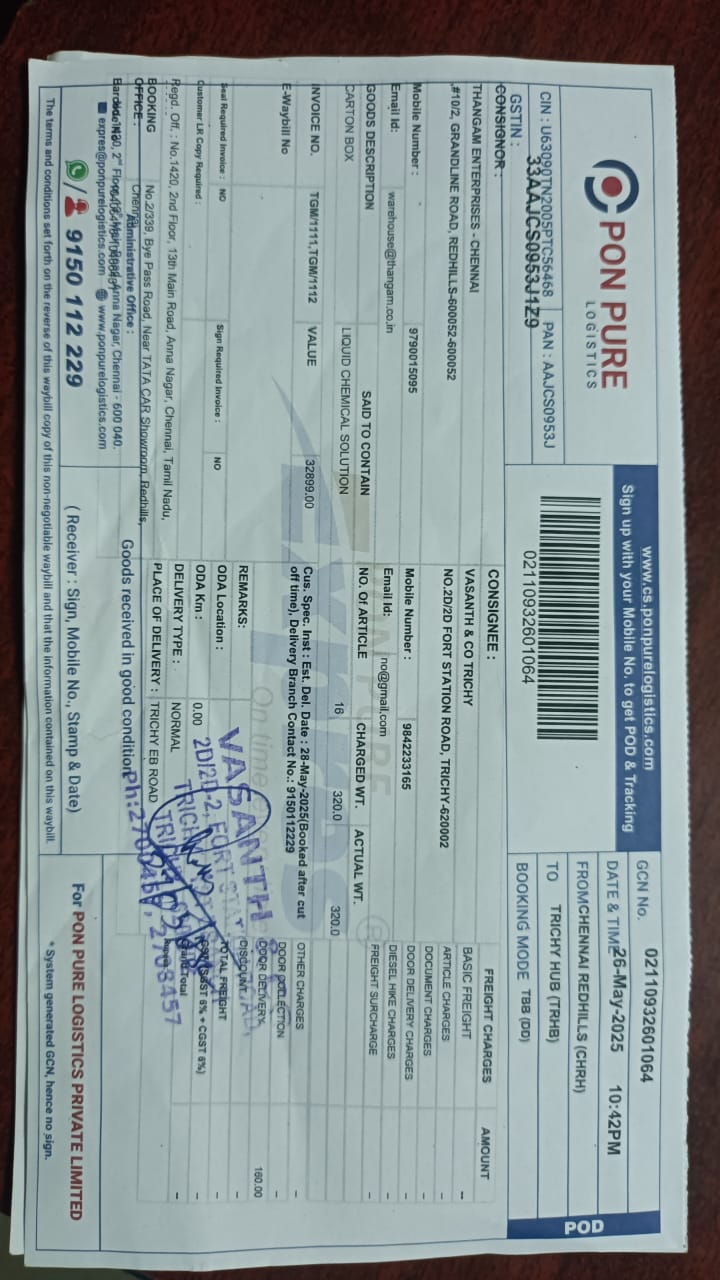 PON PURE
LOGISTICS
CIN : U63090TN2005PTC56468 PAN : AAJCS0953J
GSTIN : 33AAJCS0953J1Z9
www.cs.ponpurelogistics.com
Sign up with your Mobile No. to get POD & Tracking
02110932601064
GCN No. 02110932601064
DATE & TIME 26-May-2025 10:42PM
FROM CHENNAI REDHILLS (CHRH)
TO TRICHY HUB (TRHB)
BOOKING MODE TBB (DD)
POD
CONSIGNOR :
THANGAM ENTERPRISES - CHENNAI
,#10/2, GRANDLINE ROAD, REDHILLS-600052-600052
Mobile Number : - 9790015095
Email Id: warehouse@thangam.co.in
CONSIGNEE :
VASANTH & CO TRICHY
NO.2D/2D FORT STATION ROAD, TRICHY-620002
Mobile Number : 9842233165
Email Id: no@gmail.com
GOODS DESCRIPTION SAID TO CONTAIN NO. Of ARTICLE CHARGED WT. ACTUAL WT.
CARTON BOX LIQUID CHEMICAL SOLUTION 16 320.0 320.0
INVOICE NO. TGM/1111,TGM/1112 VALUE 32899.00
E-Waybill No
Cus. Spec. Inst : Est. Del. Date : 28-May-2025(Booked after cut
off time), Delivery Branch Contact No.: 9150112229
Seal Required Invoice : NO Sign Required Invoice : NO
Customer LR Copy Required :
REMARKS:
ODA Location :
ODA Km : 0.00
DELIVERY TYPE : NORMAL
PLACE OF DELIVERY : TRICHY EB ROAD
FREIGHT CHARGES AMOUNT
BASIC FREIGHT --
ARTICLE CHARGES -
DOCUMENT CHARGES -
DOOR DELIVERY CHARGES -
DIESEL HIKE CHARGES -
FREIGHT SURCHARGE -
OTHER CHARGES -
DOOR COLLECTION -
DOOR DELIVERY 160.00
DISCOUNT -
TOTAL FREIGHT -
GST (SGST 6% + CGST 6%) -
Total --
Regd. Off. : No.1420, 2nd Floor, 13th Main Road, Anna Nagar, Chennai, Tamil Nadu,
BOOKING OFFICE : No.2/339, Bye Pass Road, Near TATA CAR Showroom, Redhills,
Chennai
Administrative Office :
Anna Nagar, Chennai - 600 040.
expres@ponpurelogistics.com www.ponpurelogistics.com
9150 112 229
Goods received in good condition
( Receiver : Sign, Mobile No., Stamp & Date)
VASANTH &
2D/2D-2, FORT
Ph:
2708457
For PON PURE LOGISTICS PRIVATE LIMITED
* System generated GCN, hence no sign.
The terms and conditions set forth on the reverse of this waybill copy of this non-negotiable waybill and that the information contained on this waybill.